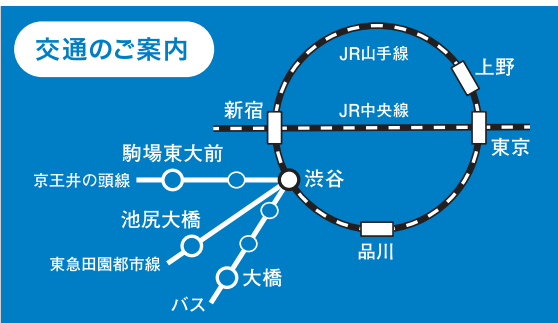 交通のご案内
JR山手線
上野
新宿
JR中央線
東京
駒場東大前
京王井の頭線
渋谷
池尻大橋
品川
東急田園都市線
大橋
バス